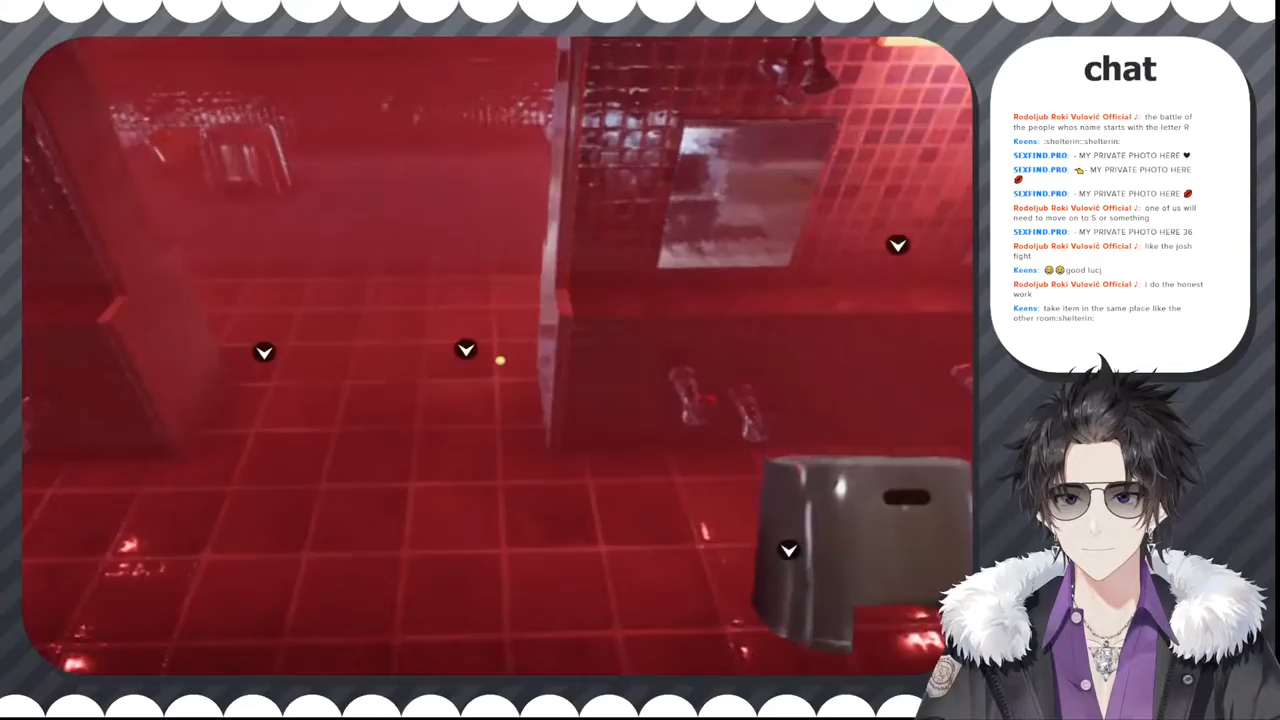 chat
Rodoljub Roki Vulović Official ♪: the battle of
the people whos name starts with the letter R
Keens: :shelterin::shelterin:
SEXFIND.PRO: - MY PRIVATE PHOTO HERE ❤
SEXFIND.PRO: 👈- MY PRIVATE PHOTO HERE
💋
SEXFIND.PRO: - MY PRIVATE PHOTO HERE 💋
Rodoljub Roki Vulović Official ♪: one of us will
need to move on to S or something
SEXFIND.PRO: - MY PRIVATE PHOTO HERE 36
Rodoljub Roki Vulović Official ♪: like the josh
fight
Keens: 😂😂good lucj
Rodoljub Roki Vulović Official ♪: i do the honest
work
Keens: take item in the same place like the
other room:shelterin: